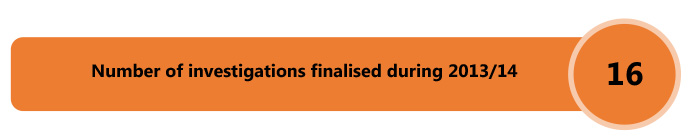 Number of investigations finalised during 2013/14
16